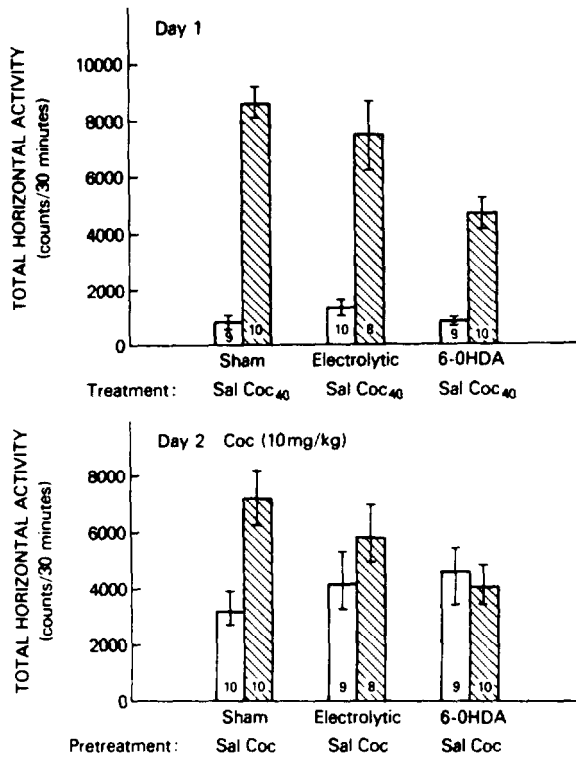 Day 1
TOTAL HORIZONTAL ACTIVITY
(counts/30 minutes)
10000
8000
6000
4000
2000
0
9 10 10 8 9 10
Sham Electrolytic 6-0HDA
Treatment: Sal Coc40 Sal Coc40 Sal Coc40
Day 2 Coc (10mg/kg)
TOTAL HORIZONTAL ACTIVITY
(counts/30 minutes)
8000
6000
4000
2000
0
10 10 9 8 9 10
Sham Electrolytic 6-0HDA
Pretreatment: Sal Coc Sal Coc Sal Coc